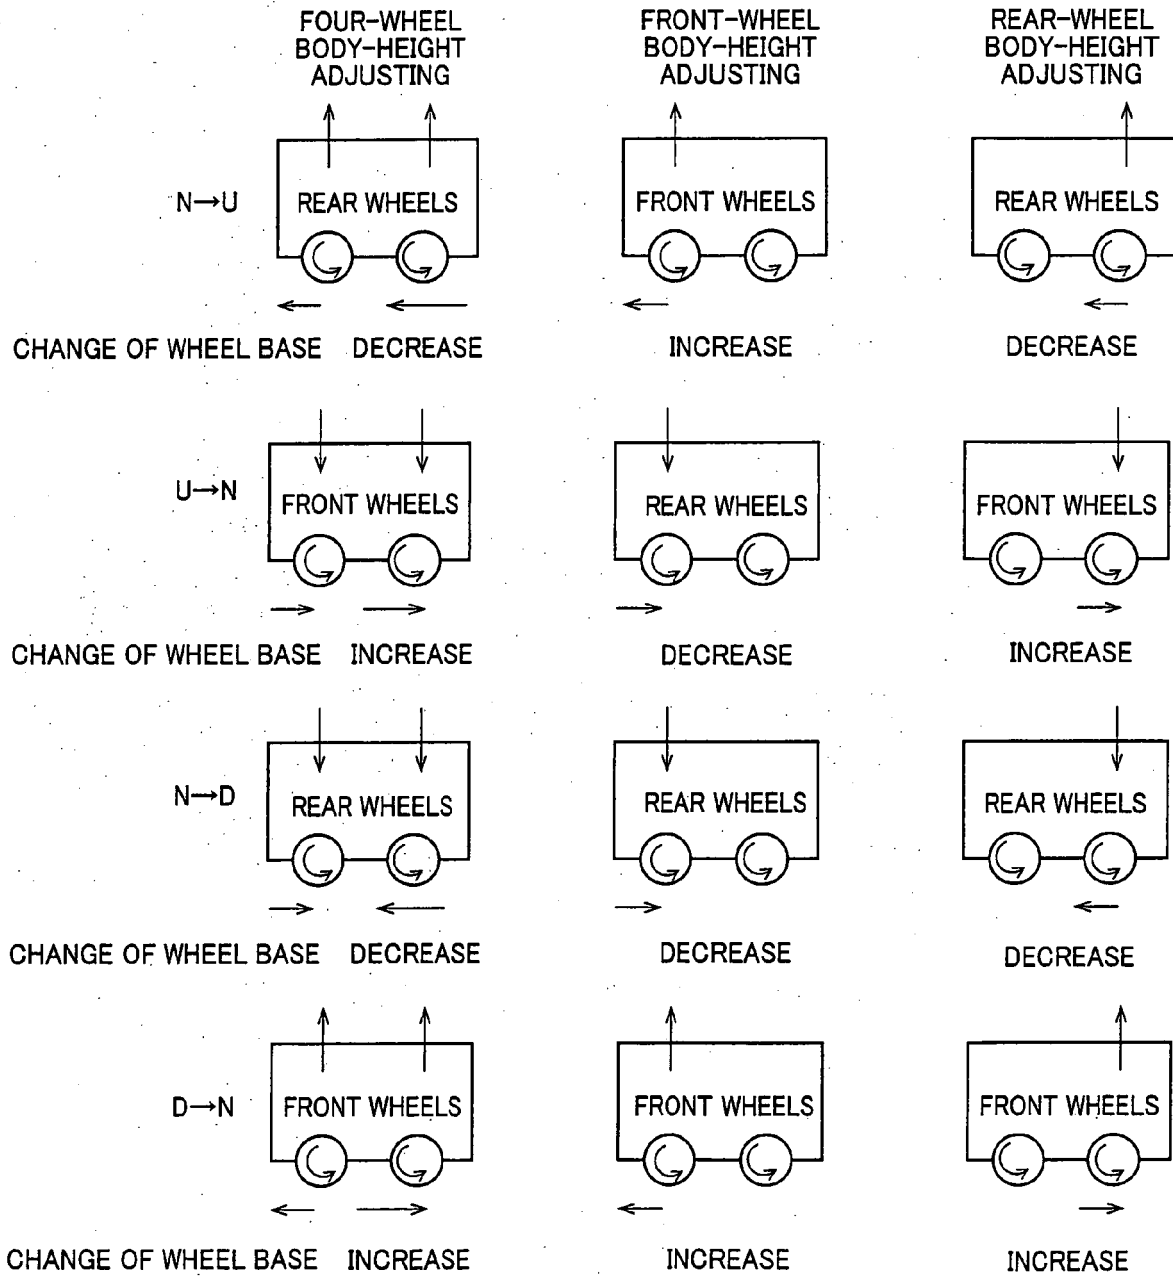 FOUR-WHEEL
BODY-HEIGHT
ADJUSTING
FRONT-WHEEL
BODY-HEIGHT
ADJUSTING
REAR-WHEEL
BODY-HEIGHT
ADJUSTING
N→U
REAR WHEELS
FRONT WHEELS
REAR WHEELS
CHANGE OF WHEEL BASE DECREASE
INCREASE
DECREASE
U→N
FRONT WHEELS
REAR WHEELS
FRONT WHEELS
CHANGE OF WHEEL BASE INCREASE
DECREASE
INCREASE
N→D
REAR WHEELS
REAR WHEELS
REAR WHEELS
CHANGE OF WHEEL BASE DECREASE
DECREASE
DECREASE
D→N
FRONT WHEELS
FRONT WHEELS
FRONT WHEELS
CHANGE OF WHEEL BASE INCREASE
INCREASE
INCREASE